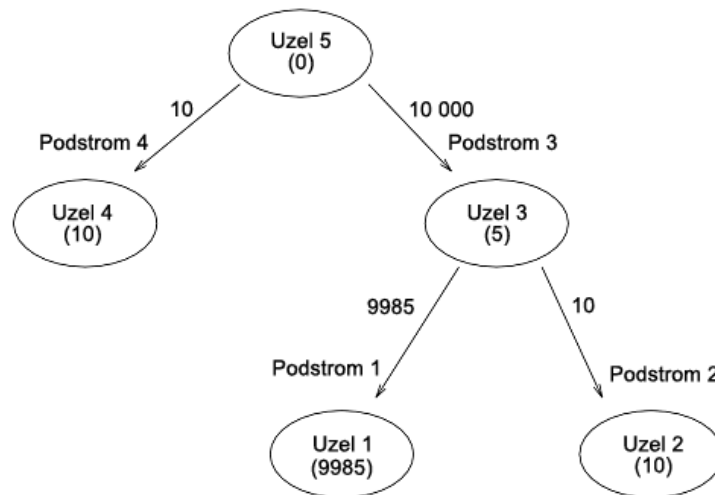 Uzel 5
(0)
10
10 000
Podstrom 4
Podstrom 3
Uzel 4
(10)
Uzel 3
(5)
9985
10
Podstrom 1
Podstrom 2
Uzel 1
(9985)
Uzel 2
(10)